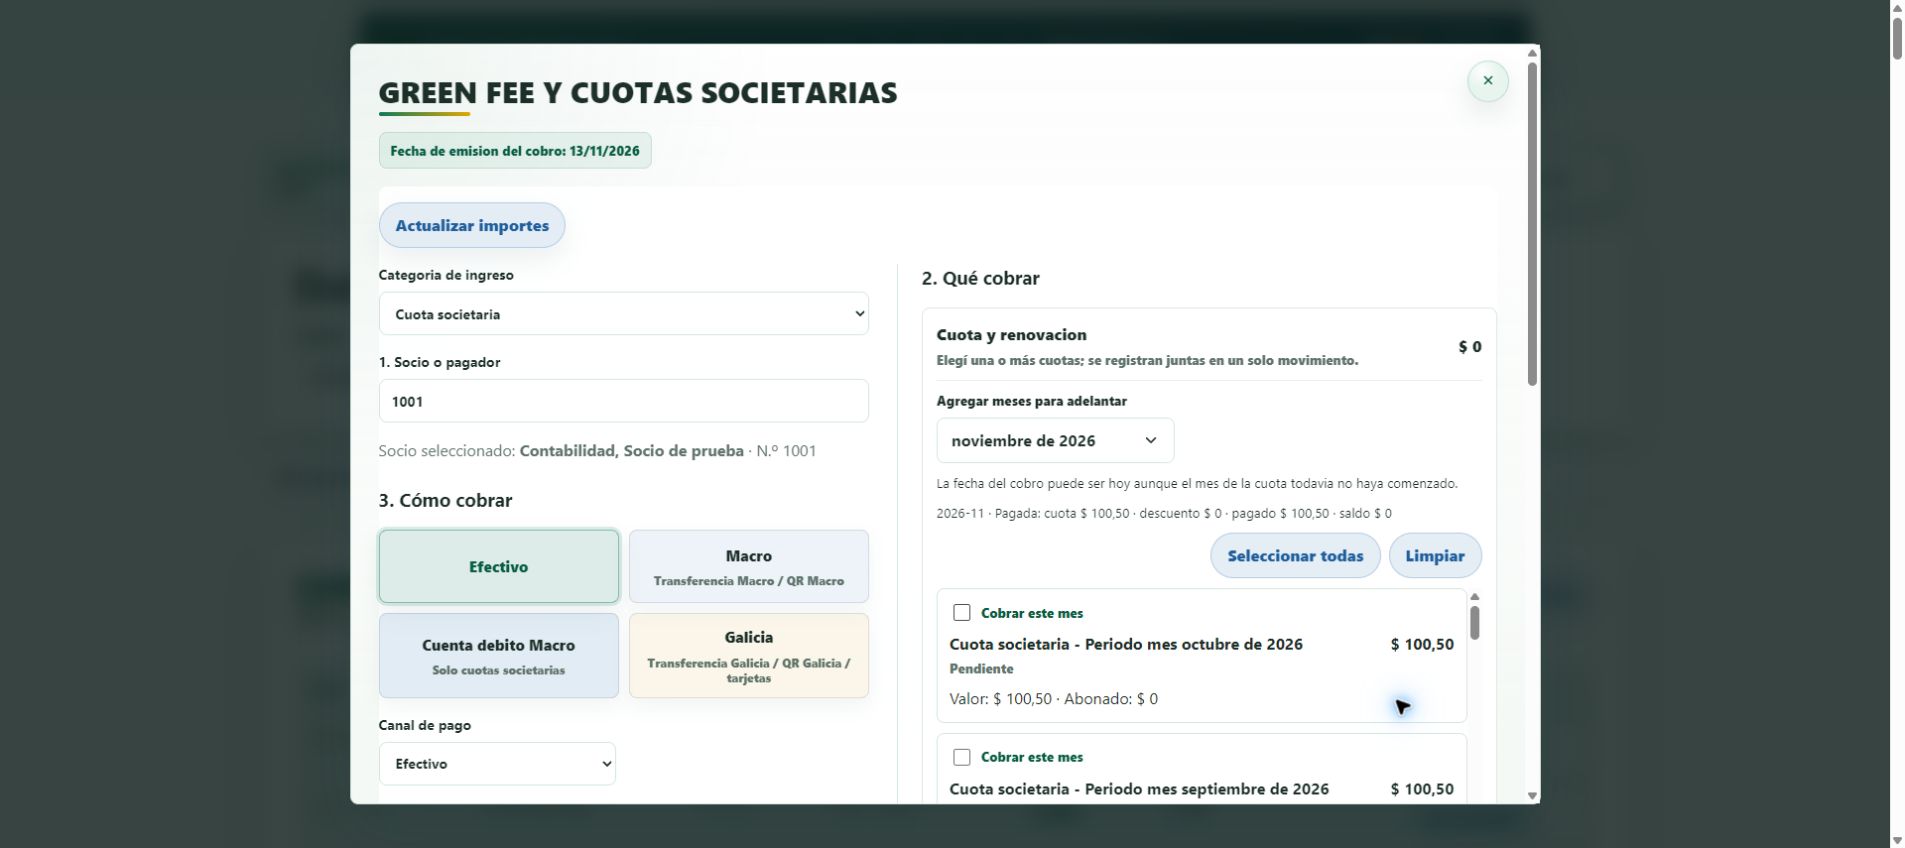 GREEN FEE Y CUOTAS SOCIETARIAS
×
Fecha de emision del cobro: 13/11/2026
Actualizar importes
Categoria de ingreso
Cuota societaria
1. Socio o pagador
1001
Socio seleccionado: Contabilidad, Socio de prueba · N.º 1001
3. Cómo cobrar
Efectivo
Macro
Transferencia Macro / QR Macro
Cuenta debito Macro
Solo cuotas societarias
Galicia
Transferencia Galicia / QR Galicia /
tarjetas
Canal de pago
Efectivo
2. Qué cobrar
Cuota y renovacion
$ 0
Elegí una o más cuotas; se registran juntas en un solo movimiento.
Agregar meses para adelantar
noviembre de 2026
La fecha del cobro puede ser hoy aunque el mes de la cuota todavia no haya comenzado.
2026-11 · Pagada: cuota $ 100,50 · descuento $ 0 · pagado $ 100,50 · saldo $ 0
Seleccionar todas
Limpiar
Cobrar este mes
Cuota societaria - Periodo mes octubre de 2026 $ 100,50
Pendiente
Valor: $ 100,50 · Abonado: $ 0
Cobrar este mes
Cuota societaria - Periodo mes septiembre de 2026 $ 100,50